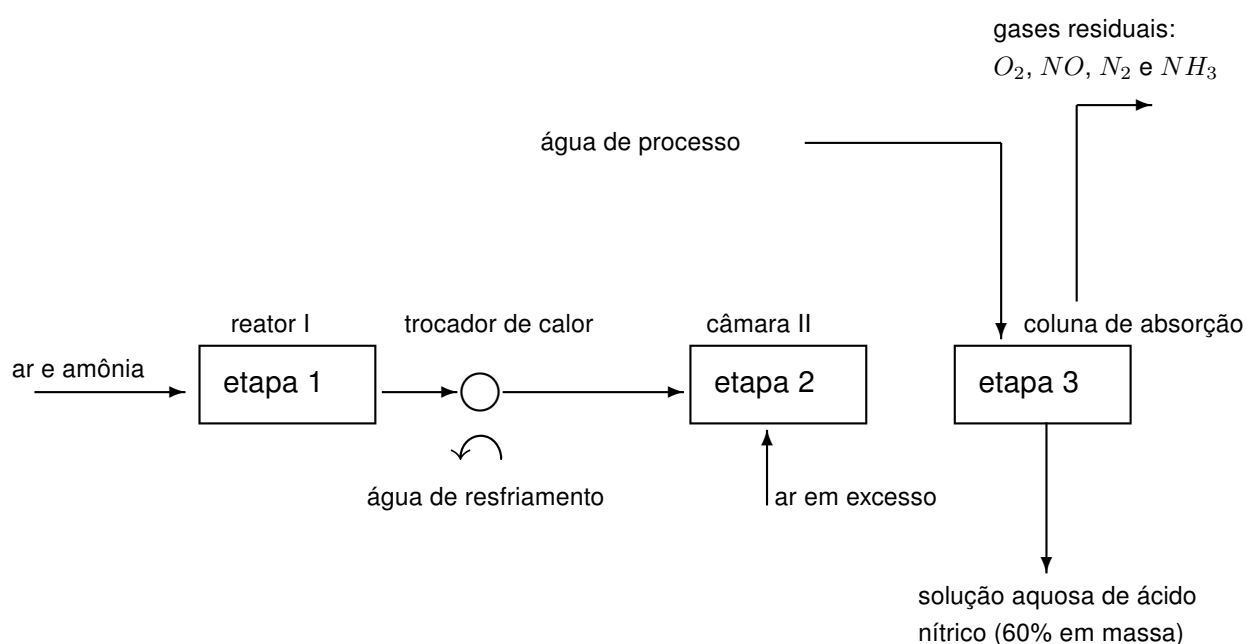 gases residuais:
O₂, NO, N₂ e NH₃
água de processo
reator I
trocador de calor
câmara II
coluna de absorção
ar e amônia
etapa 1
etapa 2
etapa 3
água de resfriamento
ar em excesso
solução aquosa de ácido
nítrico (60% em massa)